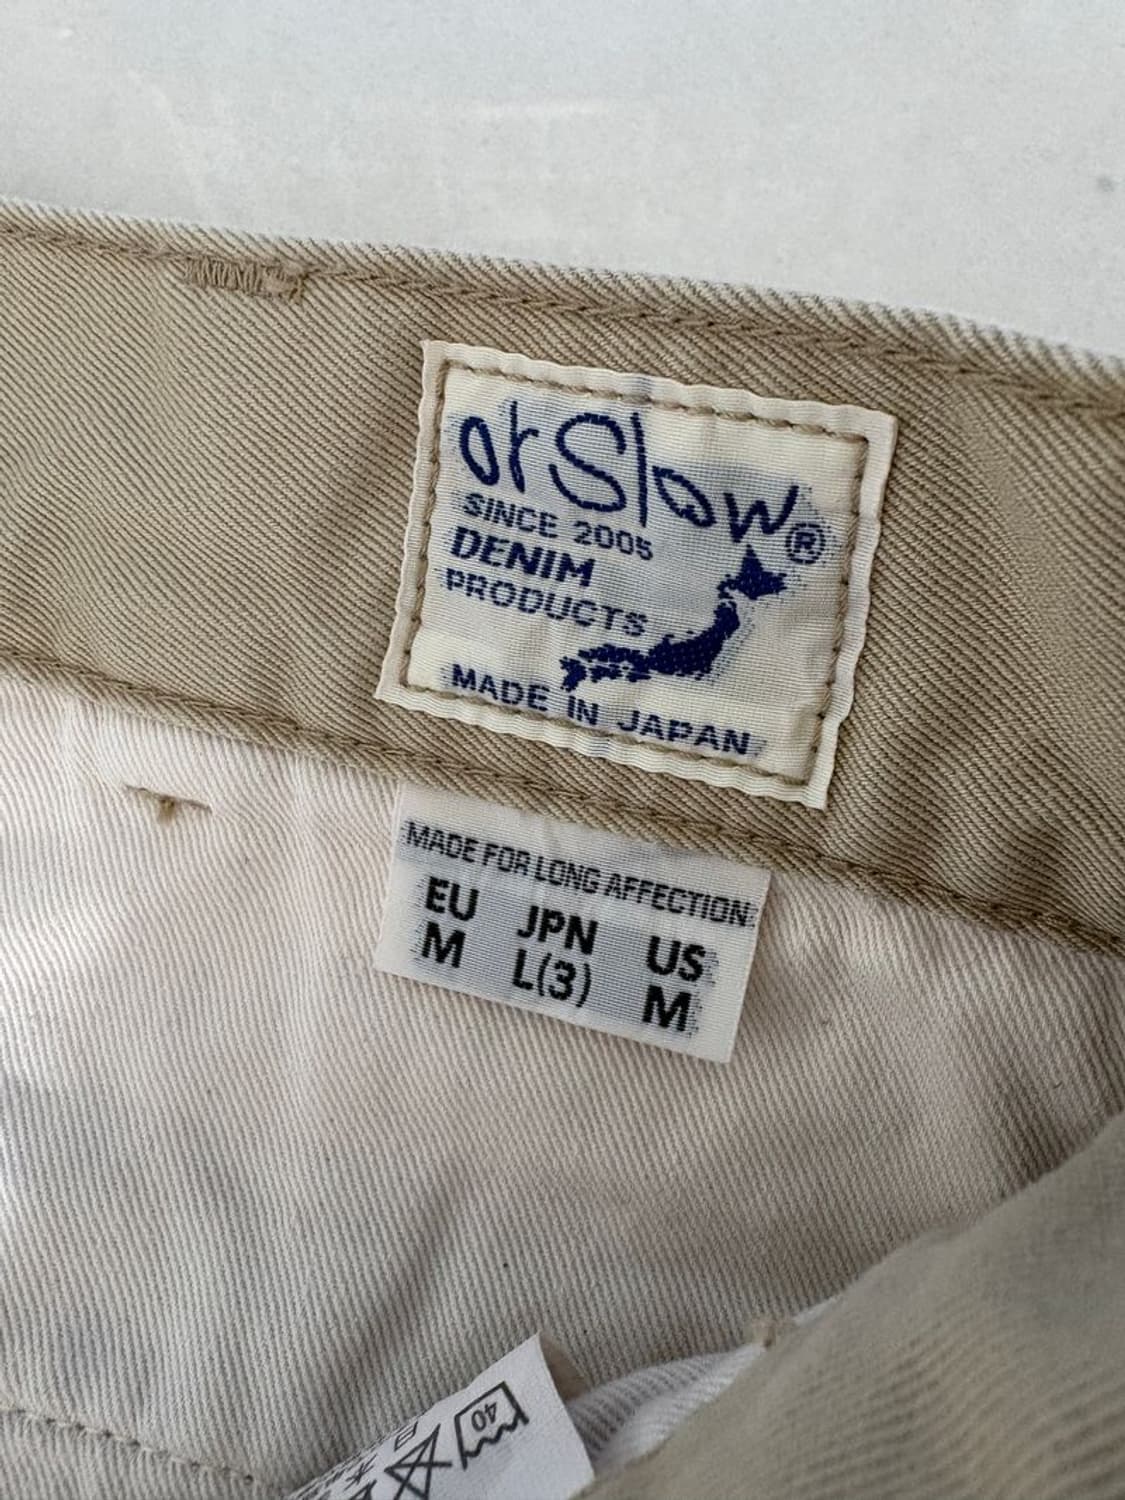 orSlow®
SINCE 2005
DENIM
PRODUCTS
MADE IN JAPAN
MADE FOR LONG AFFECTION
EU JPN US
M L(3) M
40